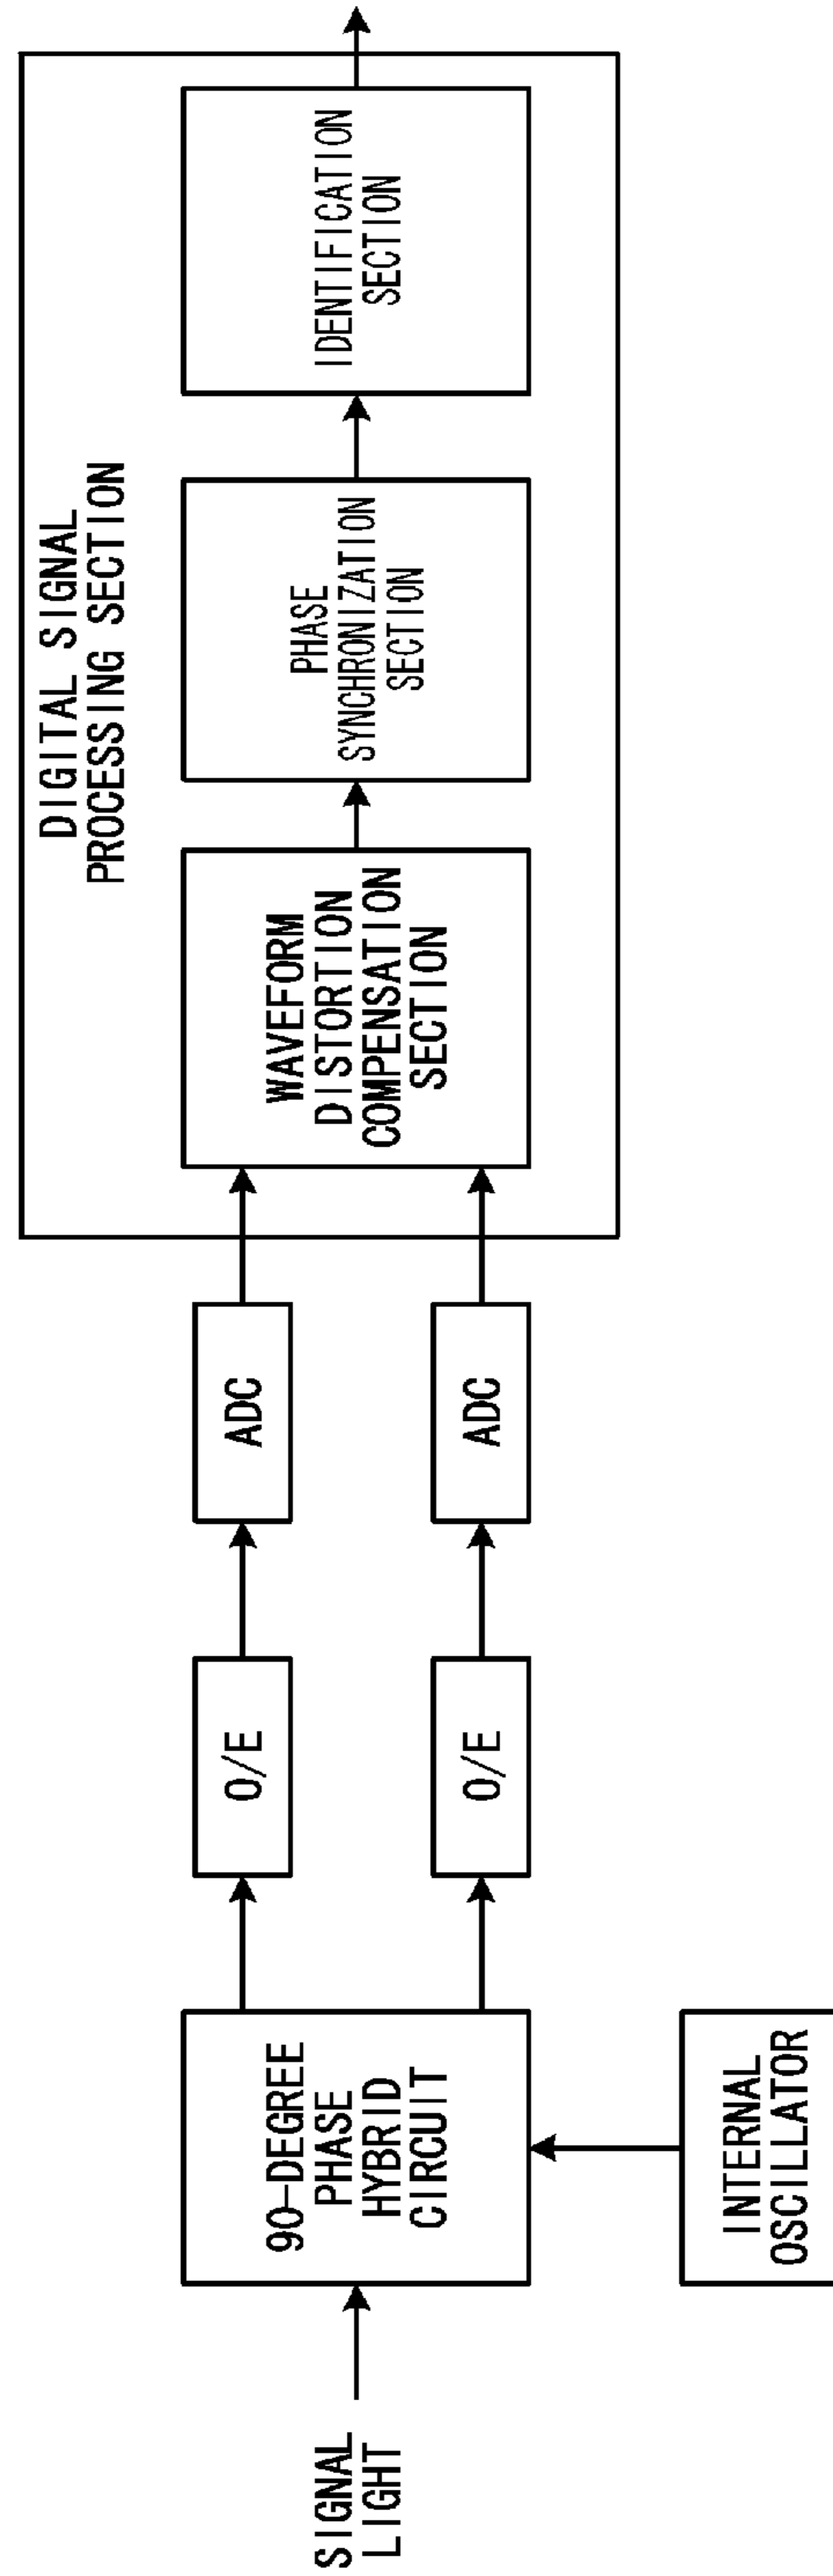 SIGNAL
LIGHT
90-DEGREE
PHASE
HYBRID
CIRCUIT
INTERNAL
OSCILLATOR
O/E
O/E
ADC
ADC
DIGITAL SIGNAL
PROCESSING SECTION
WAVEFORM
DISTORTION
COMPENSATION
SECTION
PHASE
SYNCHRONIZATION
SECTION
IDENTIFICATION
SECTION